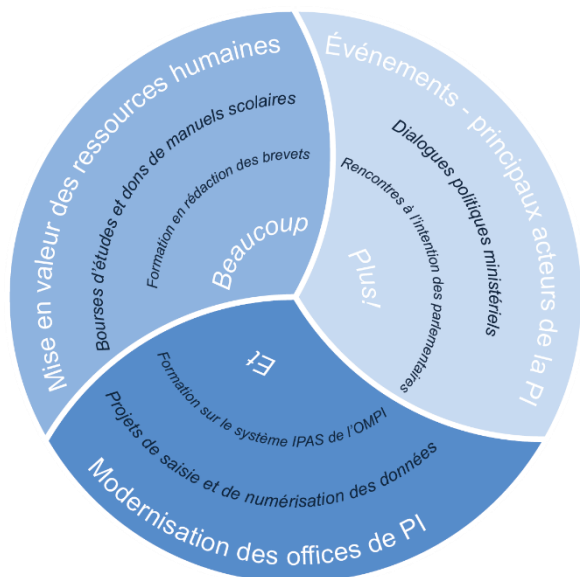 Mise en valeur des ressources humaines
Bourses d'études et dons de manuels scolaires
Formation en rédaction des brevets
Beaucoup
Événements - principaux acteurs de la PI
Dialogues politiques ministériels
Rencontres à l'intention des parlementaires
Plus!
Et
Formation sur le système IPAS de l'OMPI
Projets de saisie et de numérisation des données
Modernisation des offices de PI